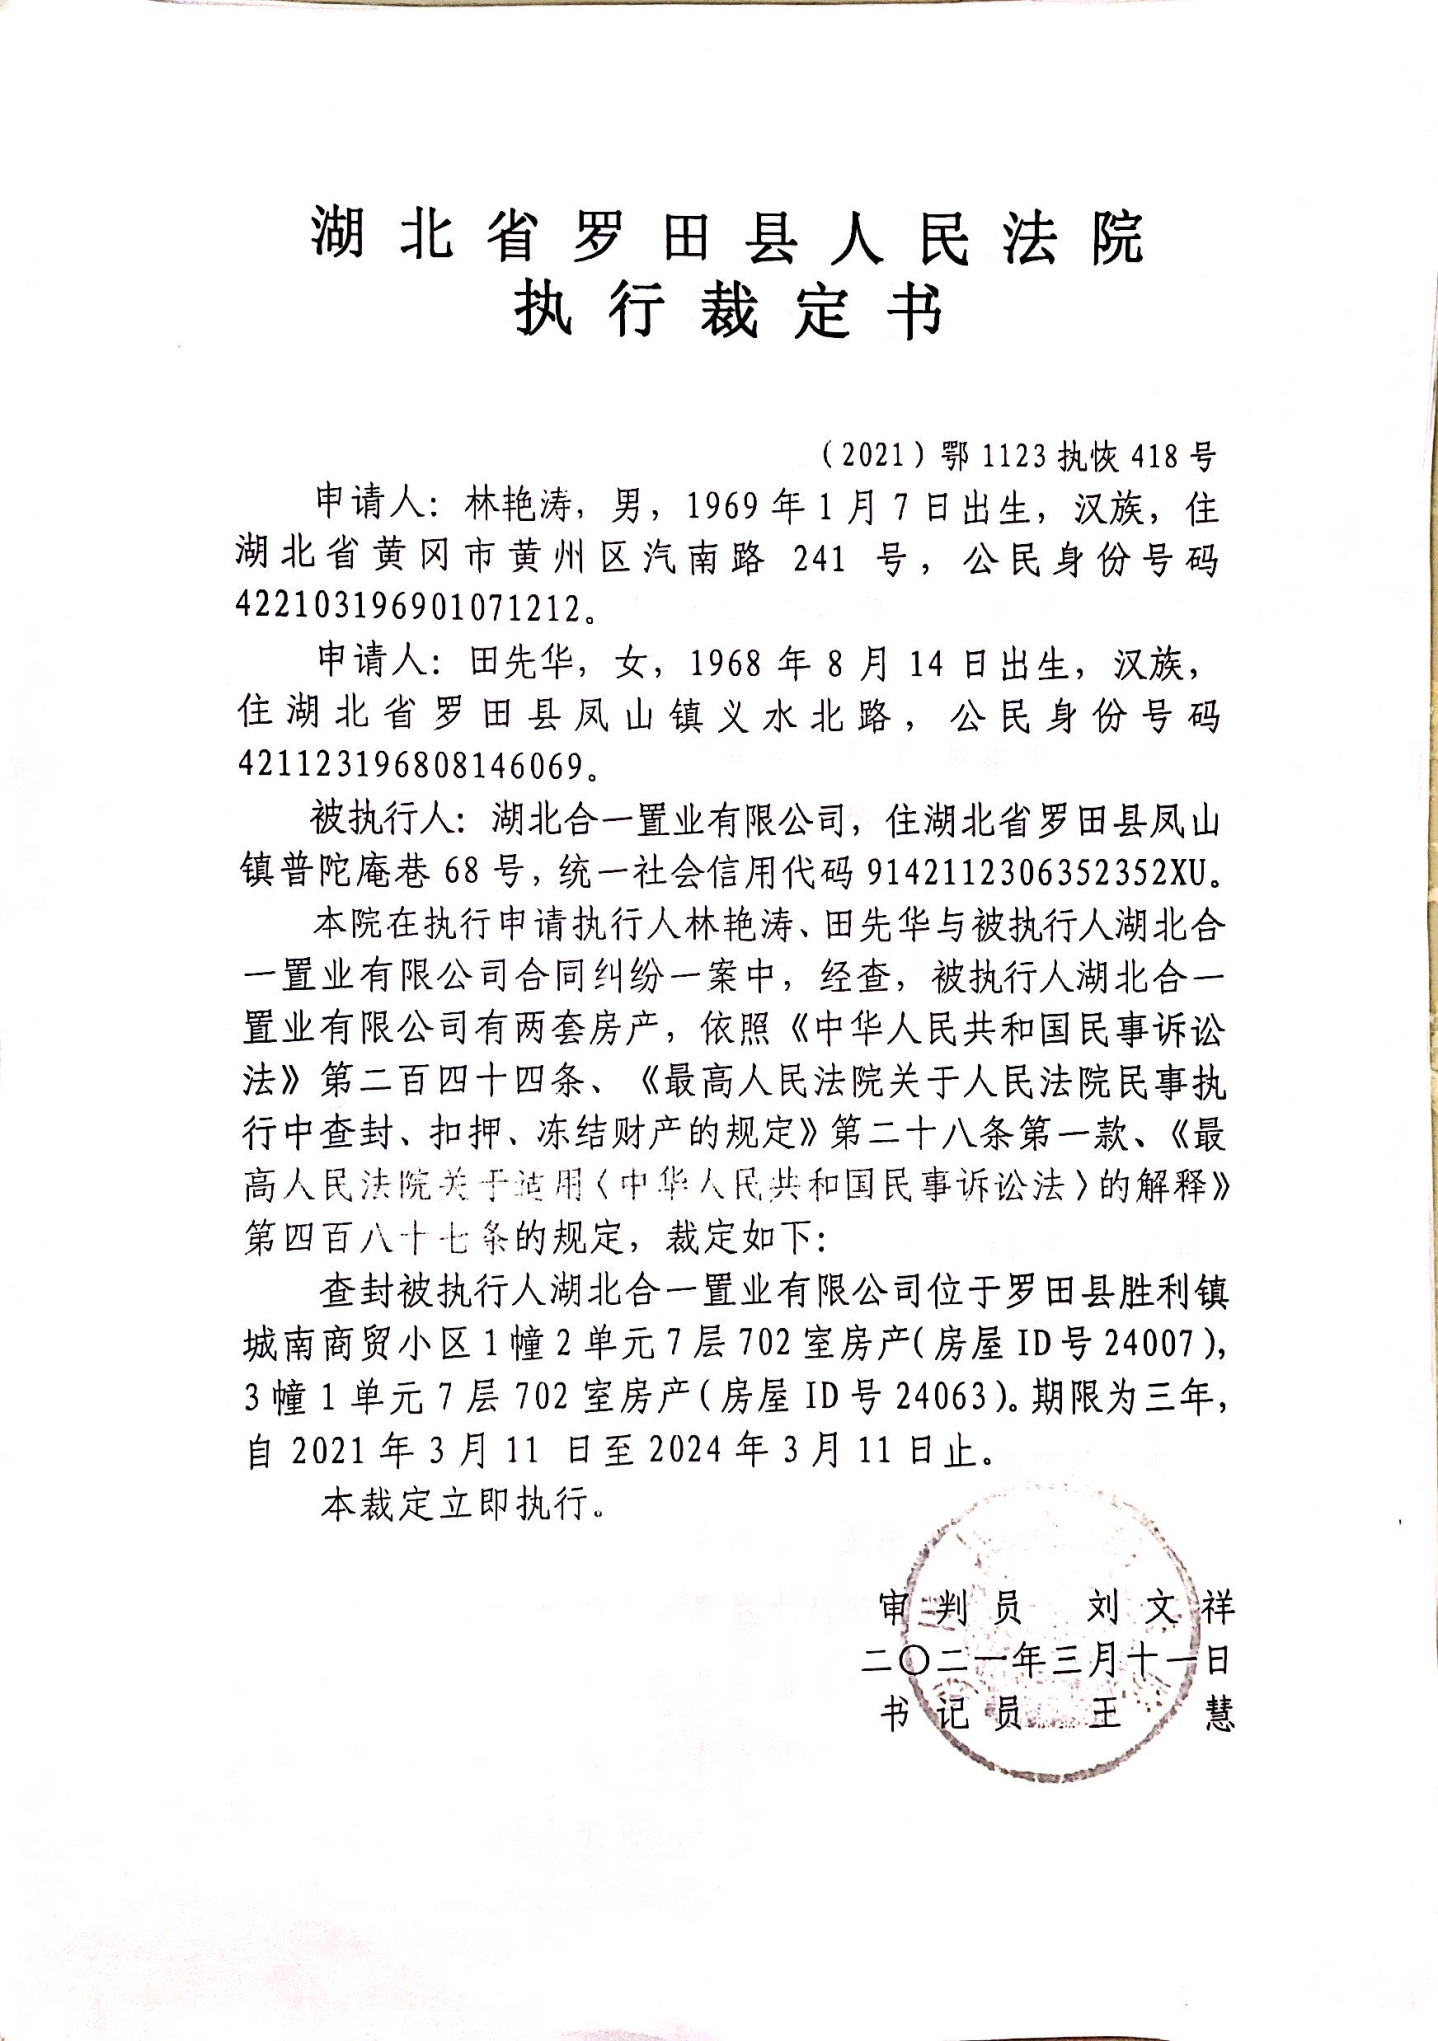 湖北省罗田县人民法院
执行裁定书
（2021）鄂1123执恢418号
申请人：林艳涛，男，1969年1月7日出生，汉族，住
湖北省黄冈市黄州区汽南路241号，公民身份号码
422103196901071212。
申请人：田先华，女，1968年8月14日出生，汉族，
住湖北省罗田县凤山镇义水北路，公民身份号码
421123196808146069。
被执行人：湖北合一置业有限公司，住湖北省罗田县凤山
镇普陀庵巷68号，统一社会信用代码9142112306352352XU。
本院在执行申请执行人林艳涛、田先华与被执行人湖北合
一置业有限公司合同纠纷一案中，经查，被执行人湖北合一
置业有限公司有两套房产，依照《中华人民共和国民事诉讼
法》第二百四十四条、《最高人民法院关于人民法院民事执
行中查封、扣押、冻结财产的规定》第二十八条第一款、《最
高人民法院关于适用〈中华人民共和国民事诉讼法〉的解释》
第四百八十七条的规定，裁定如下：
查封被执行人湖北合一置业有限公司位于罗田县胜利镇
城南商贸小区1幢2单元7层702室房产（房屋ID号24007），
3幢1单元7层702室房产（房屋ID号24063）。期限为三年，
自2021年3月11日至2024年3月11日止。
本裁定立即执行。
审判员 刘文祥
二〇二一年三月十一日
书记员 王慧